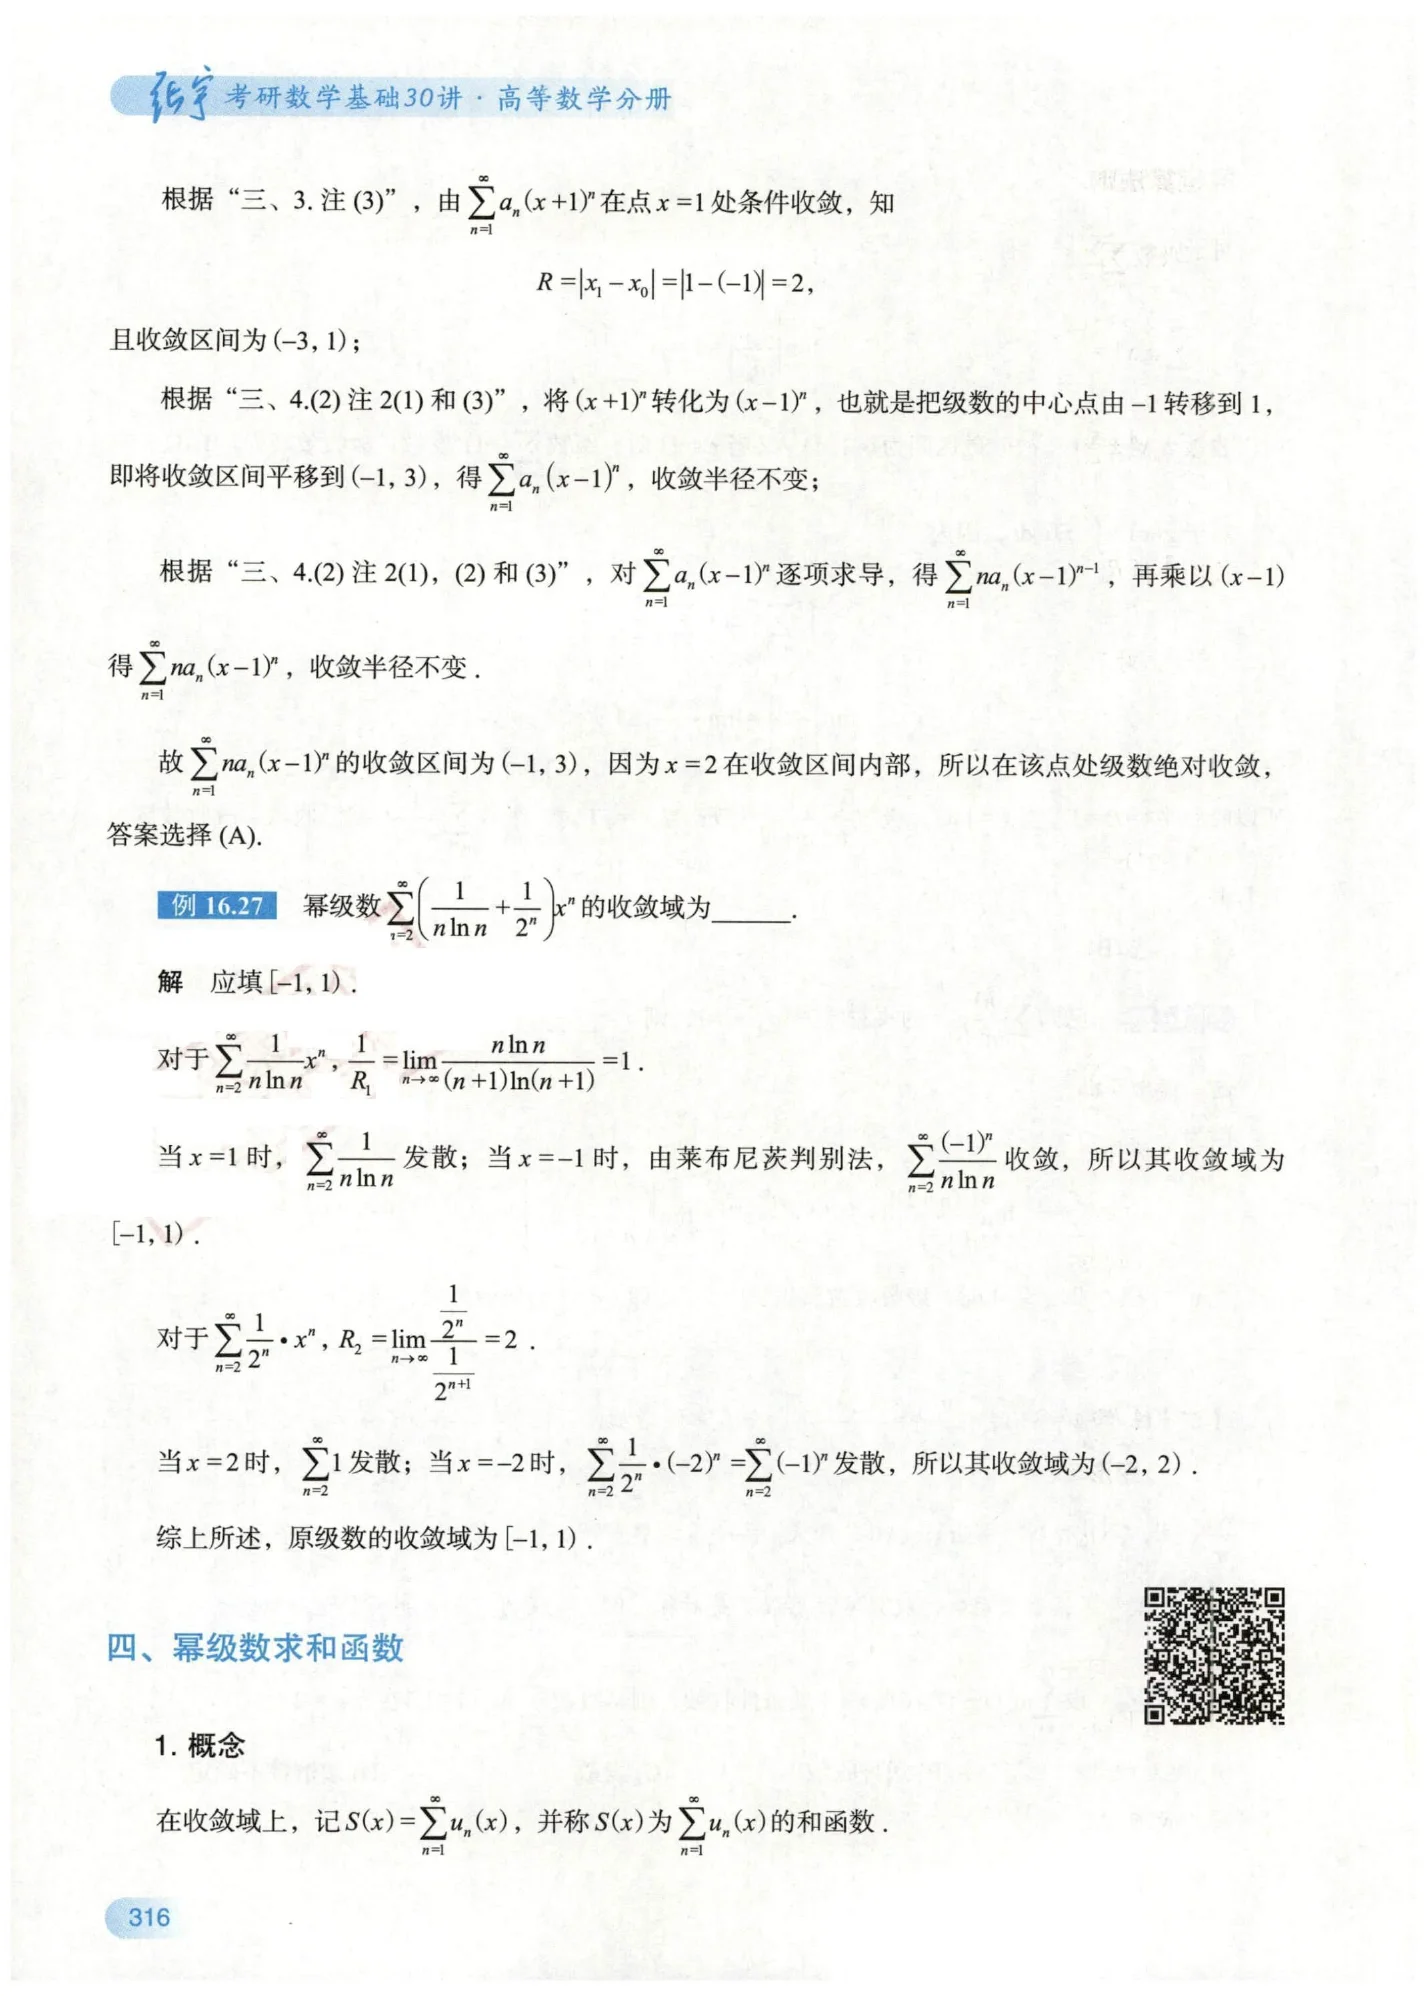 张宇 考研数学基础30讲·高等数学分册
根据“三、3. 注 (3)”，由 $\sum_{n=1}^{\infty} a_n(x+1)^n$ 在点 $x=1$ 处条件收敛，知
$R=|x_1-x_0|=|1-(-1)|=2,$
且收敛区间为 (-3, 1)；
根据“三、4.(2) 注 2(1) 和 (3)”，将 $(x+1)^n$ 转化为 $(x-1)^n$，也就是把级数的中心点由 -1 转移到 1，
即将收敛区间平移到 (-1, 3)，得 $\sum_{n=1}^{\infty} a_n(x-1)^n$，收敛半径不变；
根据“三、4.(2) 注 2(1)，(2) 和 (3)”，对 $\sum_{n=1}^{\infty} a_n(x-1)^n$ 逐项求导，得 $\sum_{n=1}^{\infty} na_n(x-1)^{n-1}$，再乘以 $(x-1)$
得 $\sum_{n=1}^{\infty} na_n(x-1)^n$，收敛半径不变.
故 $\sum_{n=1}^{\infty} na_n(x-1)^n$ 的收敛区间为 (-1, 3)，因为 $x=2$ 在收敛区间内部，所以在该点处级数绝对收敛，
答案选择 (A).
例 16.27 幂级数 $\sum_{n=2}^{\infty}\left(\frac{1}{n\ln n}+\frac{1}{2^n}\right)x^n$ 的收敛域为______.
解 应填 [-1, 1).
对于 $\sum_{n=2}^{\infty}\frac{1}{n\ln n}x^n$，$\frac{1}{R_1}=\lim_{n\to\infty}\frac{n\ln n}{(n+1)\ln(n+1)}=1$.
当 $x=1$ 时，$\sum_{n=2}^{\infty}\frac{1}{n\ln n}$ 发散；当 $x=-1$ 时，由莱布尼茨判别法，$\sum_{n=2}^{\infty}\frac{(-1)^n}{n\ln n}$ 收敛，所以其收敛域为
[-1, 1).
对于 $\sum_{n=2}^{\infty}\frac{1}{2^n}\cdot x^n$，$R_2=\lim_{n\to\infty}\frac{\frac{1}{2^n}}{\frac{1}{2^{n+1}}}=2$.
当 $x=2$ 时，$\sum_{n=2}^{\infty}1$ 发散；当 $x=-2$ 时，$\sum_{n=2}^{\infty}\frac{1}{2^n}\cdot(-2)^n=\sum_{n=2}^{\infty}(-1)^n$ 发散，所以其收敛域为 (-2, 2).
综上所述，原级数的收敛域为 [-1, 1).
四、幂级数求和函数
1. 概念
在收敛域上，记 $S(x)=\sum_{n=1}^{\infty}u_n(x)$，并称 $S(x)$ 为 $\sum_{n=1}^{\infty}u_n(x)$ 的和函数.
316